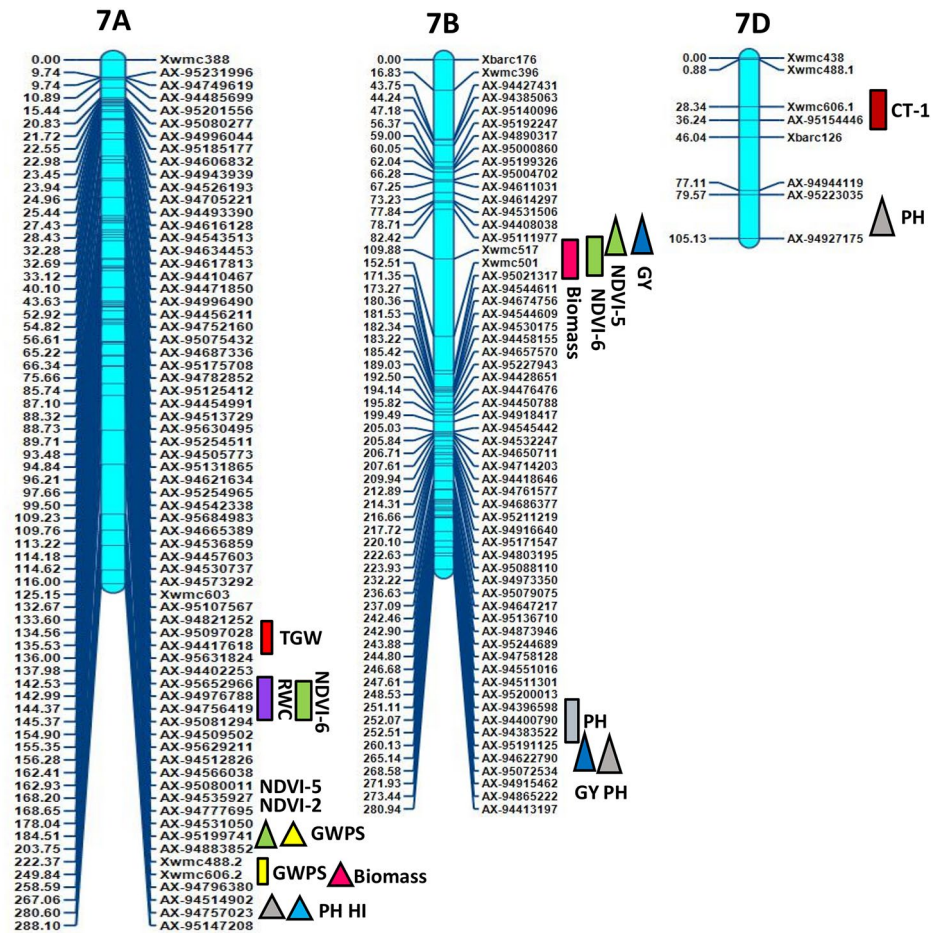 7A
0.00 Xwmc388
9.74 AX-95231996
9.74 AX-94749619
10.89 AX-94485699
15.44 AX-95201556
20.83 AX-95080277
21.72 AX-94996044
22.55 AX-95185177
22.98 AX-94606832
23.45 AX-94943939
23.94 AX-94526193
24.96 AX-94705221
25.44 AX-94493390
27.43 AX-94616128
28.43 AX-94543513
32.28 AX-94634453
32.69 AX-94617813
33.12 AX-94410467
40.10 AX-94471850
43.63 AX-94996490
52.92 AX-94456211
54.82 AX-94752160
56.61 AX-95075432
65.22 AX-94687336
66.34 AX-95175708
75.66 AX-94782852
85.74 AX-95125412
87.10 AX-94454991
88.32 AX-94513729
88.73 AX-95630495
89.71 AX-95254511
93.48 AX-94505773
94.84 AX-95131865
96.21 AX-94621634
97.66 AX-95254965
99.50 AX-94542338
109.23 AX-95684983
109.76 AX-94665389
113.22 AX-94536859
114.18 AX-94457603
114.62 AX-94530737
116.00 AX-94573292
125.15 Xwmc603
132.67 AX-95107567
133.60 AX-94821252
134.56 AX-95097028
135.53 AX-94417618
136.00 AX-95631824
137.98 AX-94402253
142.53 AX-95652966
142.99 AX-94976788
144.37 AX-94756419
145.37 AX-95081294
154.90 AX-94509502
155.35 AX-95629211
156.28 AX-94512826
162.41 AX-94566038
162.93 AX-95080011
168.20 AX-94535927
168.65 AX-94777695
178.04 AX-94531050
184.51 AX-95199741
203.75 AX-94883852
222.37 Xwmc488.2
249.84 Xwmc606.2
258.59 AX-94796380
267.06 AX-94514902
280.60 AX-94757023
288.10 AX-95147208
TGW
RWC
NDVI-6
NDVI-5
NDVI-2
GWPS
GWPS
Biomass
PH HI
7B
0.00 Xbarc176
16.83 Xwmc396
43.75 AX-94427431
44.24 AX-94385063
47.18 AX-95140096
56.37 AX-95192247
59.00 AX-94890317
60.05 AX-95000860
62.04 AX-95199326
66.28 AX-95004702
67.25 AX-94611031
73.23 AX-94614297
77.84 AX-94531506
78.71 AX-94408038
82.42 AX-95111977
109.88 Xwmc517
152.51 Xwmc501
171.35 AX-95021317
173.27 AX-94544611
180.36 AX-94674756
181.53 AX-94544609
182.34 AX-94530175
183.22 AX-94458155
185.42 AX-94657570
189.03 AX-95227943
192.50 AX-94428651
194.14 AX-94476476
195.82 AX-94450788
199.49 AX-94918417
205.03 AX-94545442
205.84 AX-94532247
206.71 AX-94650711
207.61 AX-94714203
209.94 AX-94418646
212.89 AX-94761577
214.31 AX-94686377
216.66 AX-95211219
217.72 AX-94916640
220.10 AX-95171547
222.63 AX-94803195
223.93 AX-95088110
232.22 AX-94973350
236.63 AX-95079075
237.09 AX-94647217
242.46 AX-95136710
242.90 AX-94873946
243.88 AX-95244689
244.80 AX-94758128
246.68 AX-94551016
247.61 AX-94511301
248.53 AX-95200013
251.11 AX-94396598
252.07 AX-94400790
252.51 AX-94383522
260.13 AX-95191125
265.14 AX-94622790
268.58 AX-95072534
271.93 AX-94915462
273.44 AX-94865222
280.94 AX-94413197
Biomass
NDVI-6
NDVI-5
GY
PH
GY PH
7D
0.00 Xwmc438
0.88 Xwmc488.1
28.34 Xwmc606.1
36.24 AX-95154446
46.04 Xbarc126
77.11 AX-94944119
79.57 AX-95223035
105.13 AX-94927175
CT-1
PH